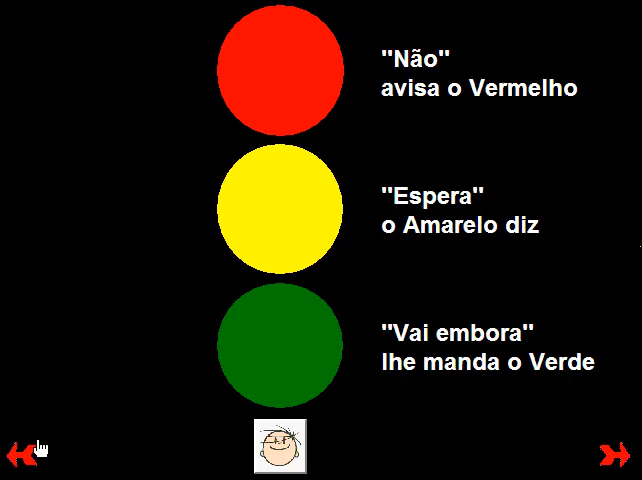 "Não"
avisa o Vermelho
"Espera"
o Amarelo diz
"Vai embora"
lhe manda o Verde